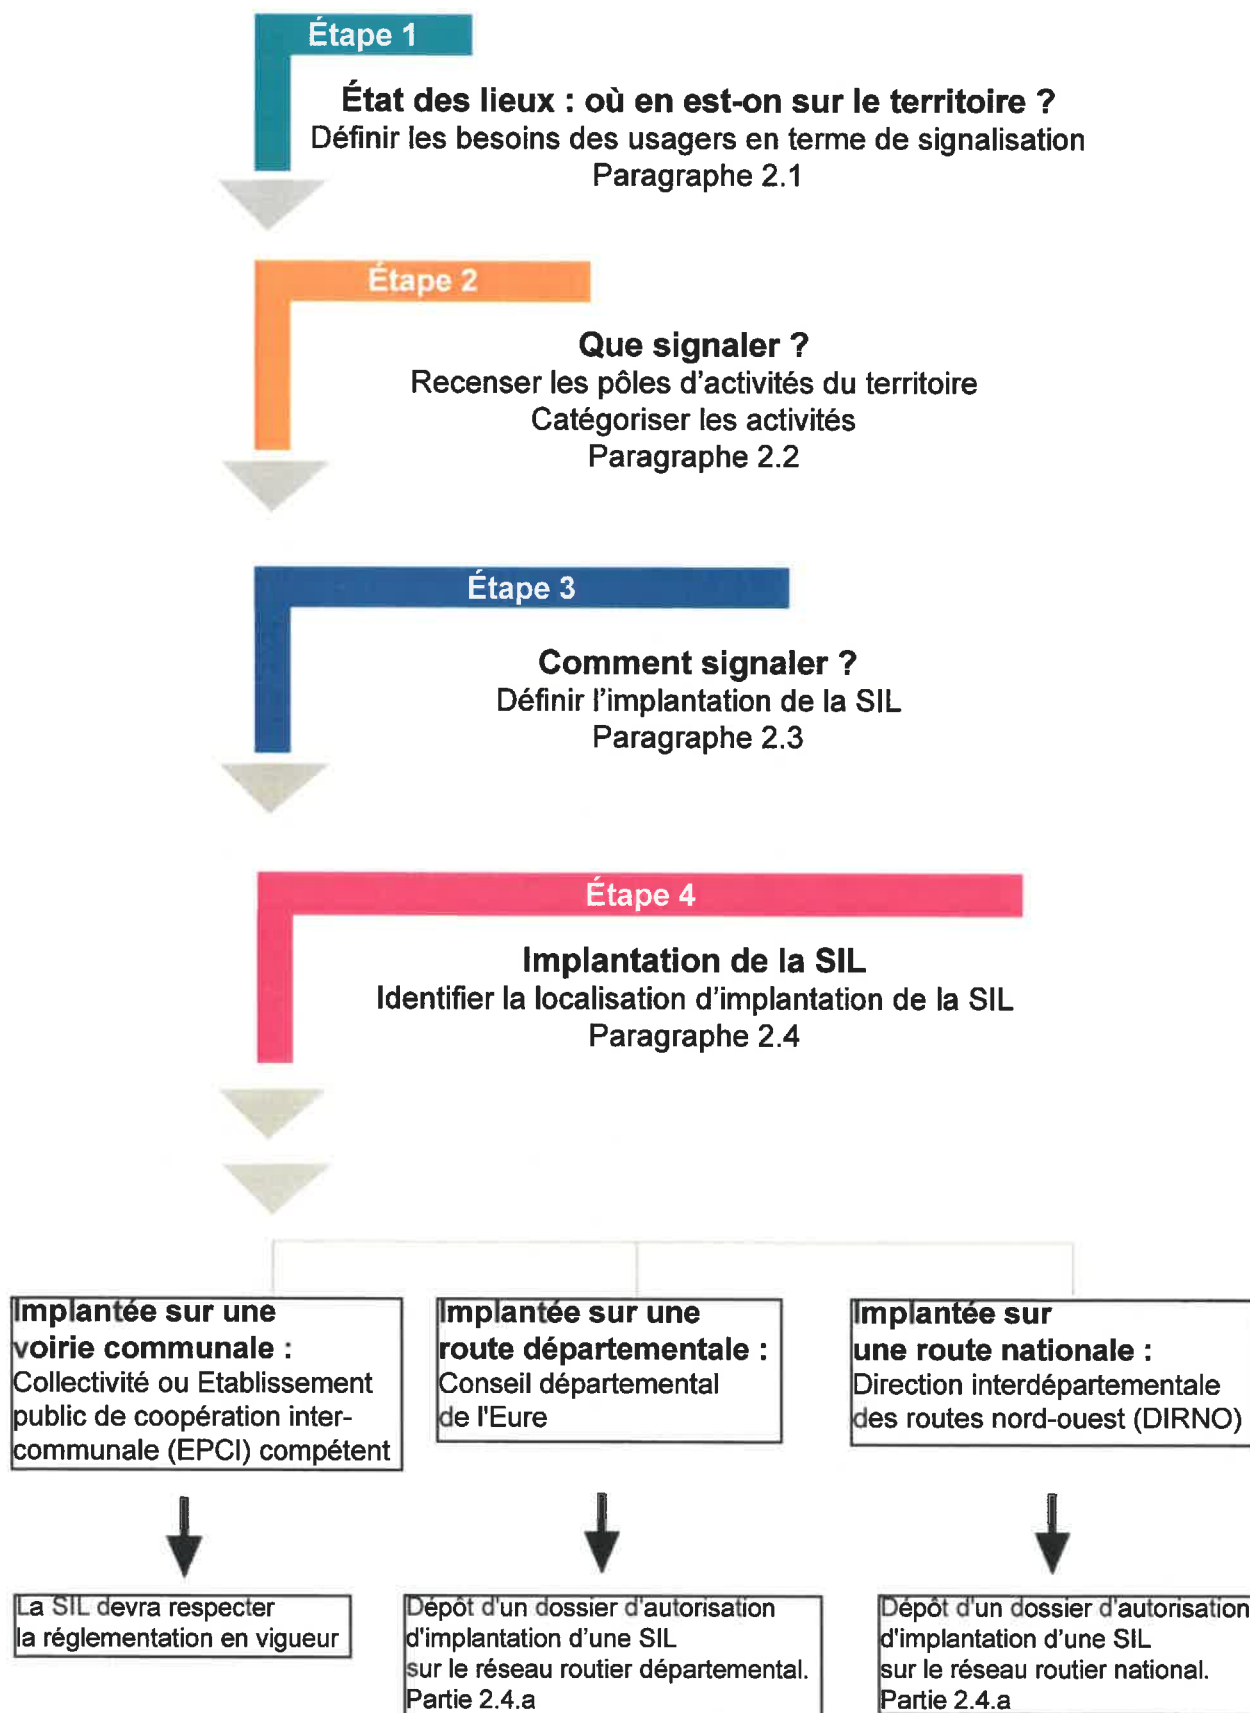 Étape 1
État des lieux : où en est-on sur le territoire ?
Définir les besoins des usagers en terme de signalisation
Paragraphe 2.1
Étape 2
Que signaler ?
Recenser les pôles d'activités du territoire
Catégoriser les activités
Paragraphe 2.2
Étape 3
Comment signaler ?
Définir l'implantation de la SIL
Paragraphe 2.3
Étape 4
Implantation de la SIL
Identifier la localisation d'implantation de la SIL
Paragraphe 2.4
Implantée sur une
voirie communale :
Collectivité ou Etablissement
public de coopération inter-
communale (EPCI) compétent
Implantée sur une
route départementale :
Conseil départemental
de l'Eure
Implantée sur
une route nationale :
Direction interdépartementale
des routes nord-ouest (DIRNO)
La SIL devra respecter
la réglementation en vigueur
Dépôt d'un dossier d'autorisation
d'implantation d'une SIL
sur le réseau routier départemental.
Partie 2.4.a
Dépôt d'un dossier d'autorisation
d'implantation d'une SIL
sur le réseau routier national.
Partie 2.4.a